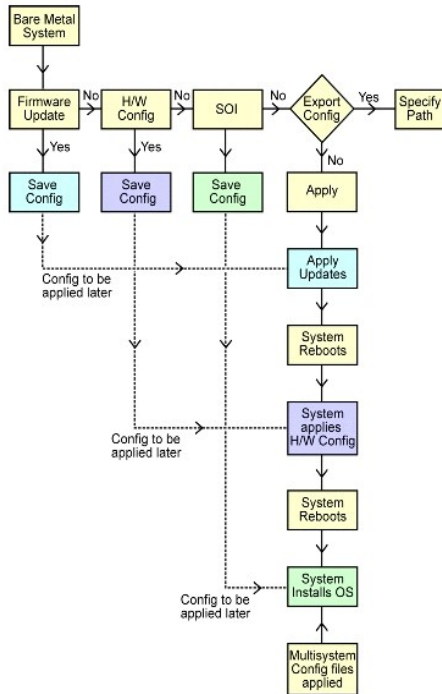 Bare Metal
System
Firmware
Update
No
H/W
Config
No
SOI
No
Export
Config
Yes
Specify
Path
Yes
Yes
No
Save
Config
Save
Config
Save
Config
Apply
Config to be
applied later
Apply
Updates
System
Reboots
Config to be
applied later
System
applies
H/W Config
System
Reboots
Config to be
applied later
System
Installs OS
Multisystem
Config files
applied